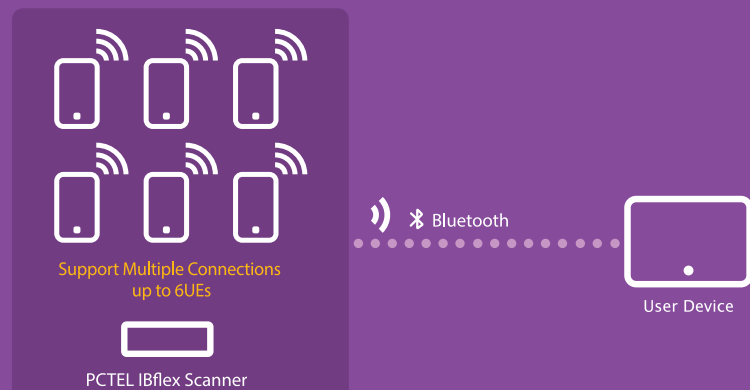 Bluetooth
Support Multiple Connections
up to 6UEs
User Device
PCTEL IBflex Scanner